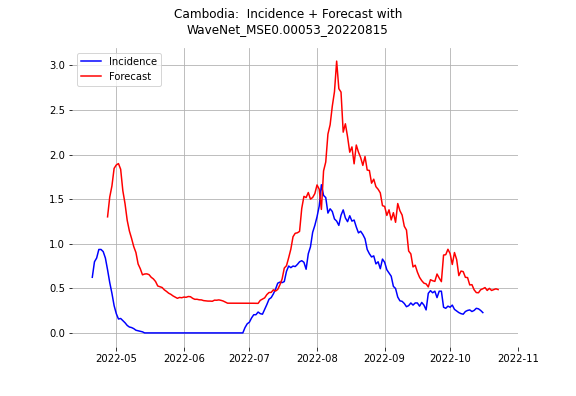 Cambodia:  Incidence + Forecast with
WaveNet_MSE0.00053_20220815
Incidence
Forecast
3.0
2.5
2.0
1.5
1.0
0.5
0.0
2022-05 2022-06 2022-07 2022-08 2022-09 2022-10 2022-11